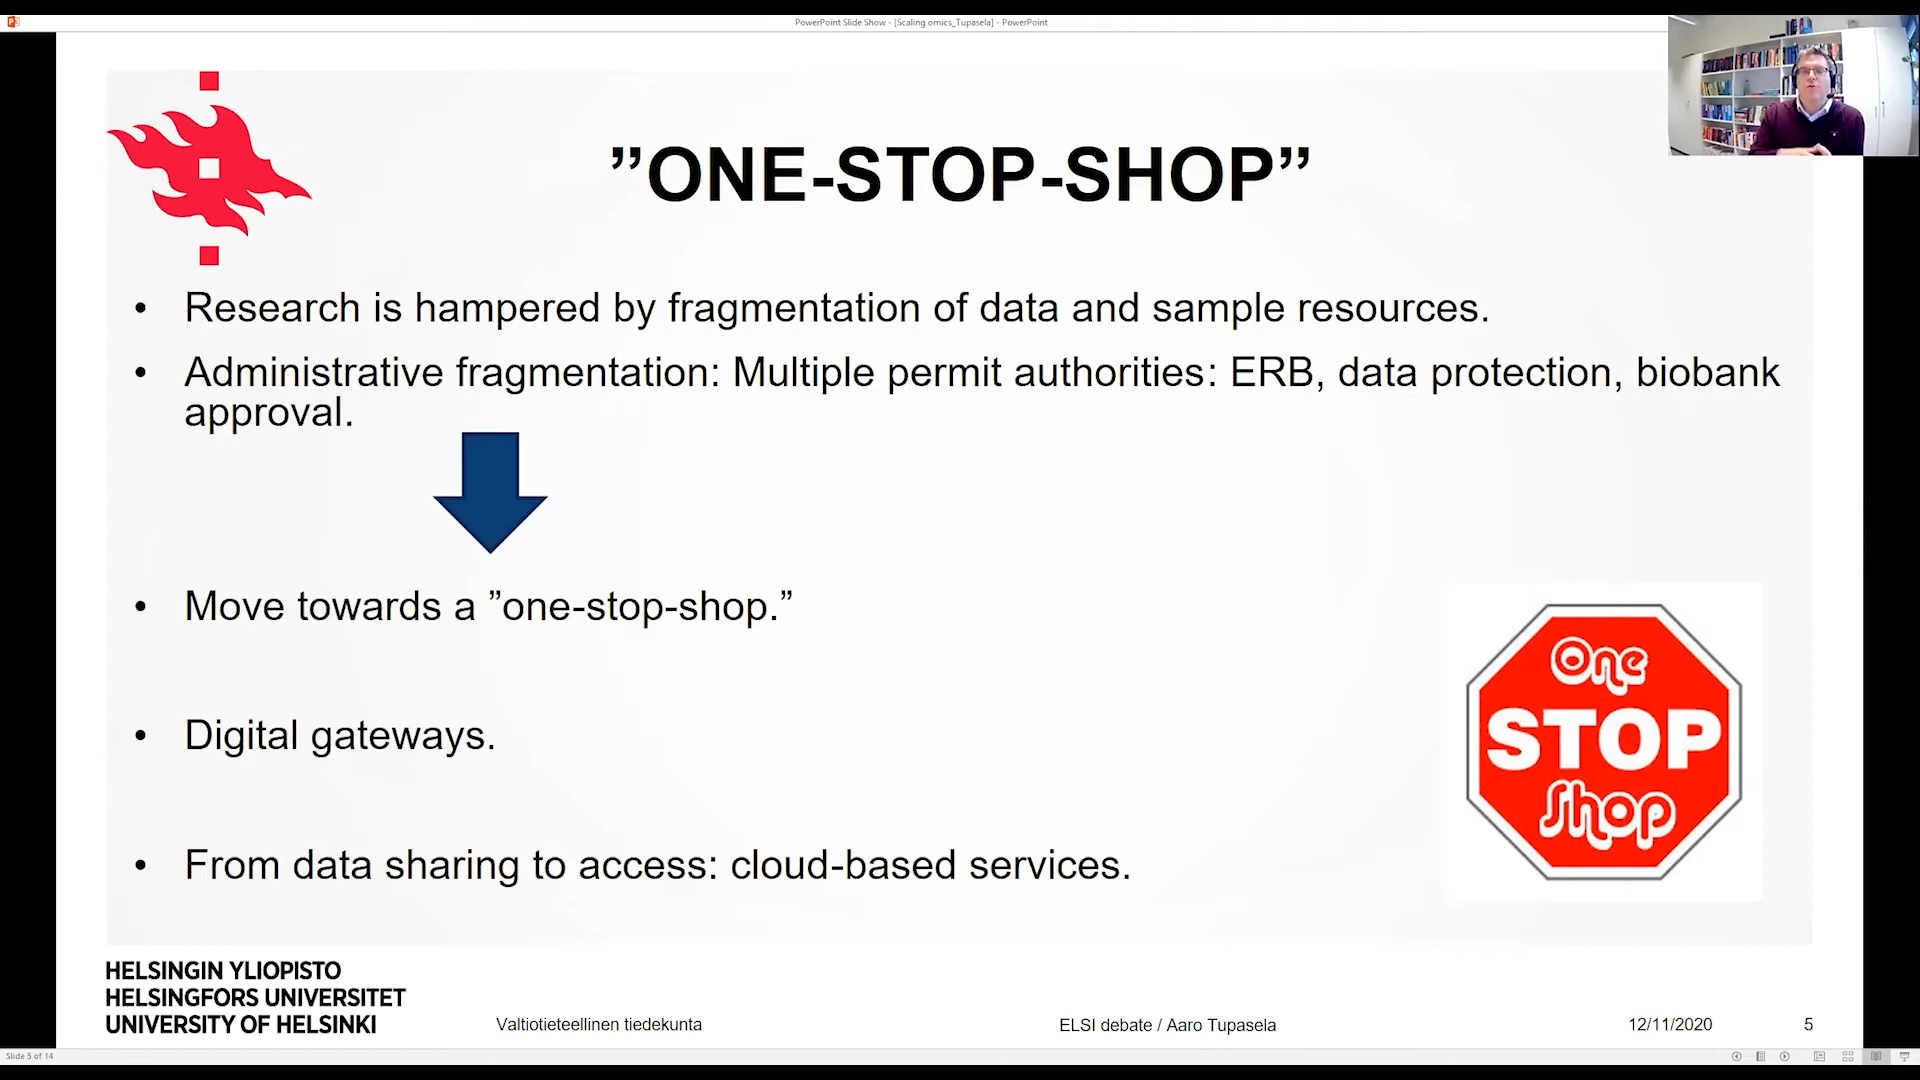 PowerPoint Slide Show - [Scaling omics_Tupasela] - PowerPoint
”ONE-STOP-SHOP”
• Research is hampered by fragmentation of data and sample resources.
• Administrative fragmentation: Multiple permit authorities: ERB, data protection, biobank
approval.
• Move towards a ”one-stop-shop.”
• Digital gateways.
• From data sharing to access: cloud-based services.
One
STOP
Shop
HELSINGIN YLIOPISTO
HELSINGFORS UNIVERSITET
UNIVERSITY OF HELSINKI
Valtiotieteellinen tiedekunta
ELSI debate / Aaro Tupasela
12/11/2020
5
Slide 5 of 14